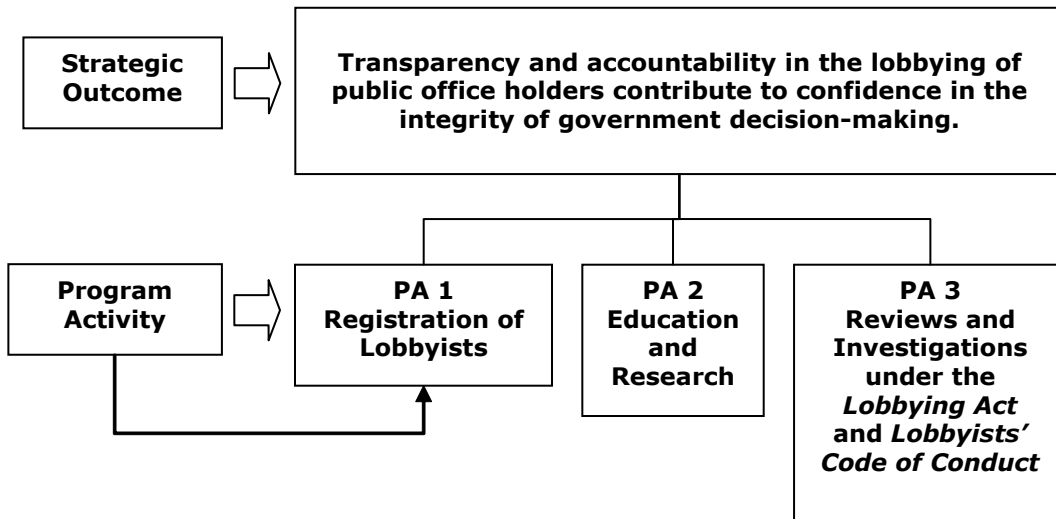 Strategic
Outcome
Transparency and accountability in the lobbying of
public office holders contribute to confidence in the
integrity of government decision-making.
Program
Activity
PA 1
Registration of
Lobbyists
PA 2
Education
and
Research
PA 3
Reviews and
Investigations
under the
Lobbying Act
and Lobbyists’
Code of Conduct